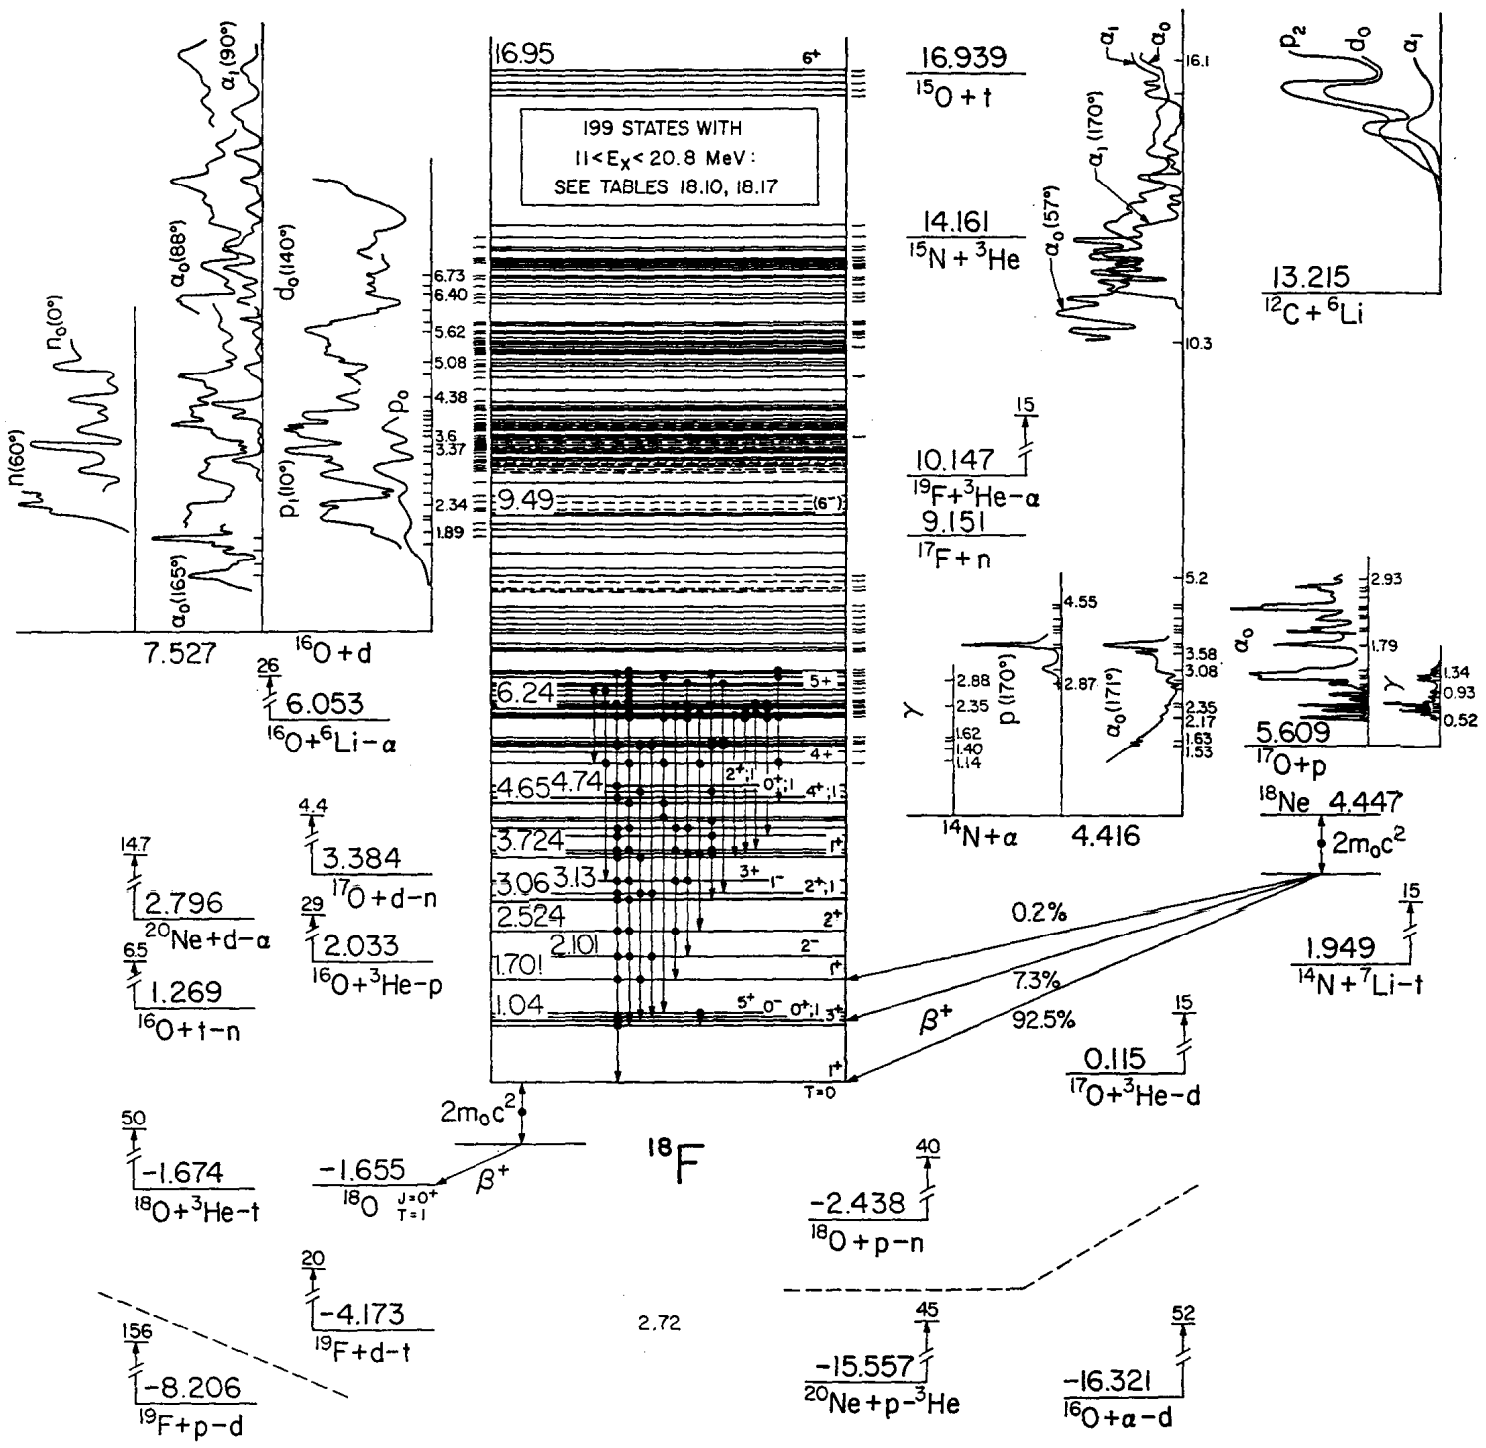 α₁(90°)
α₀(88°)
α₀(165°)
n₀(0°)
n(60°)
d₀(140°)
p₁(10°)
p₀
6.73
6.40
5.62
5.08
4.38
3.6
3.37
2.34
1.89
7.527
¹⁶O+d
26
6.053
¹⁶O+⁶Li-α
4.4
3.384
¹⁷O+d-n
14.7
2.796
²⁰Ne+d-α
29
2.033
¹⁶O+³He-p
6.5
1.269
¹⁶O+t-n
50
-1.674
¹⁸O+³He-t
-1.655
¹⁸O J=0⁺
T=1
20
-4.173
¹⁹F+d-t
156
-8.206
¹⁹F+p-d
16.95 6⁺
199 STATES WITH
11<Eₓ<20.8 MeV:
SEE TABLES 18.10, 18.17
9.49 (6⁻)
6.24 5+
4+
2⁺;1 0⁺;1
4.65 4.74 4⁺;1
3.724 1⁺
3⁺ 1⁻
3.06 3.13 2⁺;1
2.524 2⁺
2.101 2⁻
1.701 1⁺
1.04 5⁺ 0⁻ 0⁺;1 3⁺
1⁺
T=0
2m₀c²
β⁺
¹⁸F
2.72
16.939
¹⁵O+t
14.161
¹⁵N+³He
15
10.147
¹⁹F+³He-α
9.151
¹⁷F+n
α₁
α₀
16.1
α₁(170°)
α₀(57°)
10.3
5.2
4.55
3.58
3.08
2.88
2.87
2.35
2.35
2.17
1.62
1.63
1.40
1.53
1.14
γ
p(170°)
α₀(171°)
¹⁴N+α
4.416
p₂
d₀
α₁
13.215
¹²C+⁶Li
2.93
α₀
1.79
γ
1.34
0.93
0.52
5.609
¹⁷O+p
¹⁸Ne 4.447
2m₀c²
0.2%
7.3%
92.5%
β⁺
15
1.949
¹⁴N+⁷Li-t
15
0.115
¹⁷O+³He-d
40
-2.438
¹⁸O+p-n
45
-15.557
²⁰Ne+p-³He
52
-16.321
¹⁶O+α-d